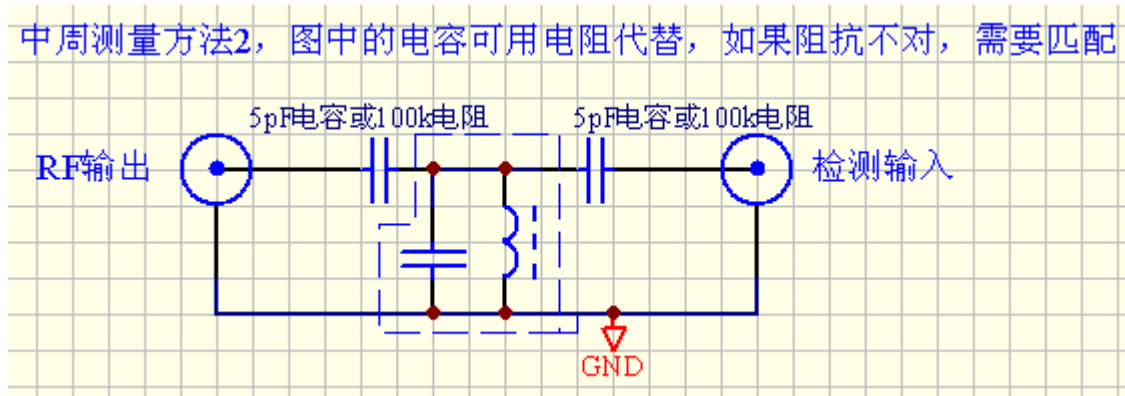 中周测量方法2，图中的电容可用电阻代替，如果阻抗不对，需要匹配
5pF电容或100k电阻
5pF电容或100k电阻
RF输出
检测输入
GND